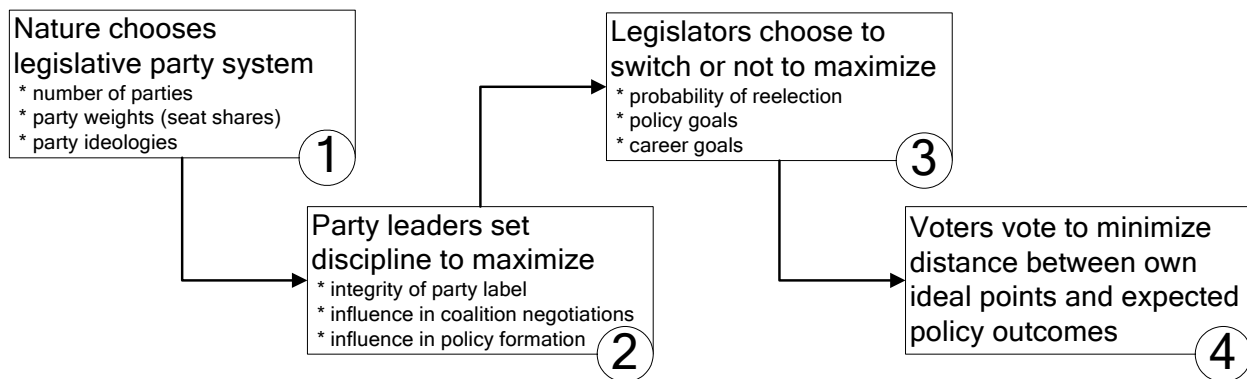 Nature chooses
legislative party system
* number of parties
* party weights (seat shares)
* party ideologies
1
Party leaders set
discipline to maximize
* integrity of party label
* influence in coalition negotiations
* influence in policy formation
2
Legislators choose to
switch or not to maximize
* probability of reelection
* policy goals
* career goals
3
Voters vote to minimize
distance between own
ideal points and expected
policy outcomes
4